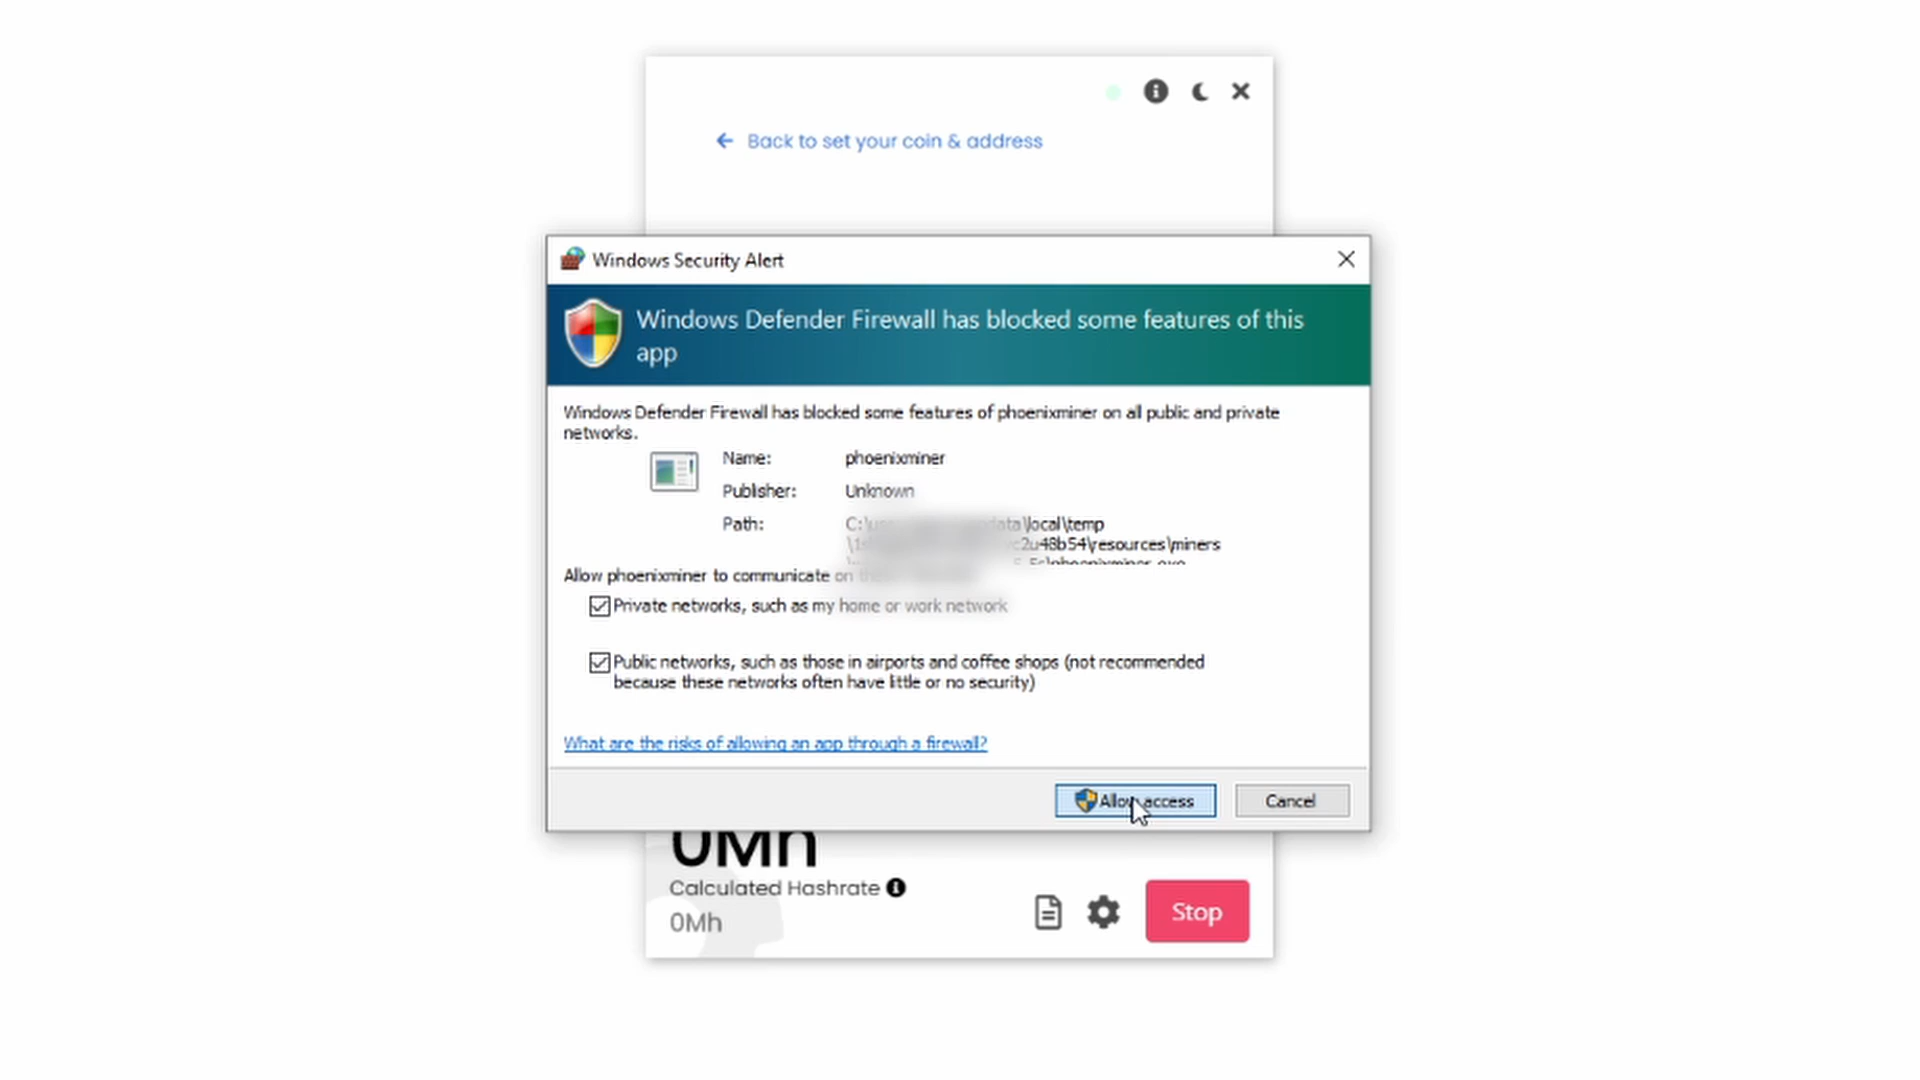 Back to set your coin & address
Windows Security Alert
Windows Defender Firewall has blocked some features of this
app
Windows Defender Firewall has blocked some features of phoenixminer on all public and private
networks.
Name: phoenixminer
Publisher: Unknown
Path: \local\temp
\resources\miners
Allow phoenixminer to communicate on
Private networks, such as my home or work network
Public networks, such as those in airports and coffee shops (not recommended
because these networks often have little or no security)
What are the risks of allowing an app through a firewall?
Allow access Cancel
0Mh
Calculated Hashrate
0Mh
Stop